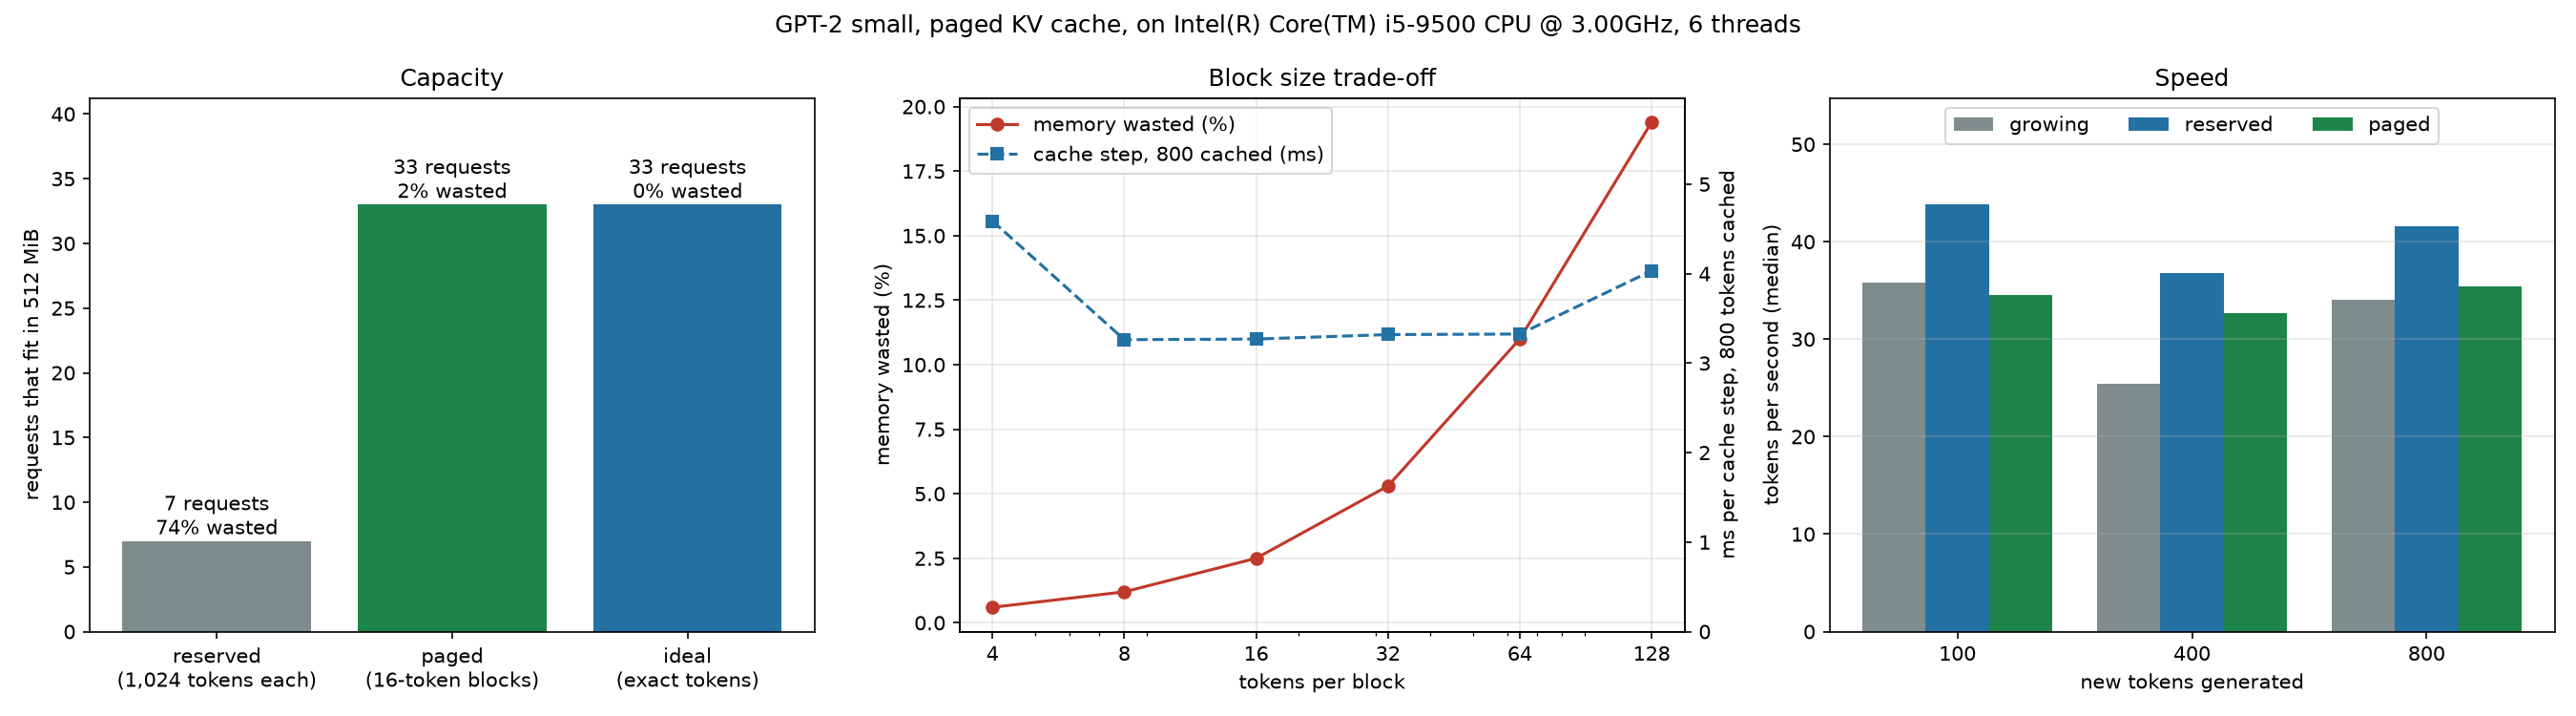 GPT-2 small, paged KV cache, on Intel(R) Core(TM) i5-9500 CPU @ 3.00GHz, 6 threads
Capacity
requests that fit in 512 MiB
40
35
30
25
20
15
10
5
0
7 requests
74% wasted
33 requests
2% wasted
33 requests
0% wasted
reserved
(1,024 tokens each)
paged
(16-token blocks)
ideal
(exact tokens)
Block size trade-off
memory wasted (%)
cache step, 800 cached (ms)
memory wasted (%)
20.0
17.5
15.0
12.5
10.0
7.5
5.0
2.5
0.0
4
8
16
32
64
128
tokens per block
5
4
3
2
1
0
ms per cache step, 800 tokens cached
Speed
growing
reserved
paged
tokens per second (median)
50
40
30
20
10
0
100
400
800
new tokens generated